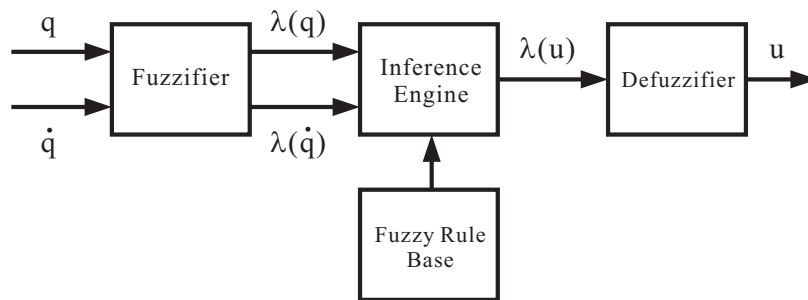 q
λ(q)
λ(u)
u
Fuzzifier
Inference
Engine
Defuzzifier
q̇
λ(q̇)
Fuzzy Rule
Base